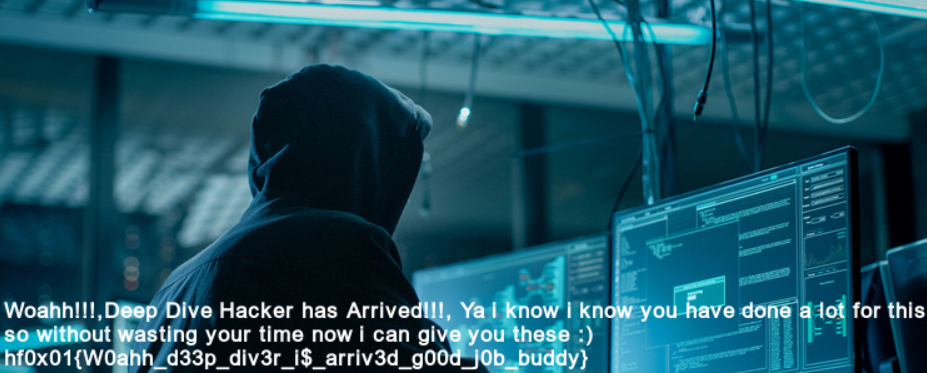 Woahh!!!,Deep Dive Hacker has Arrived!!!, Ya i know i know you have done a lot for this
so without wasting your time now i can give you these :)
hf0x01{W0ahh_d33p_div3r_i$_arriv3d_g00d_j0b_buddy}